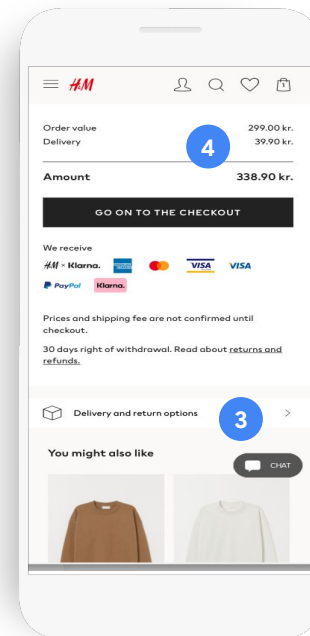 H&M
1
Order value 299.00 kr.
Delivery 39.90 kr.
4
Amount 338.90 kr.
GO ON TO THE CHECKOUT
We receive
H&M × Klarna. VISA VISA
PayPal Klarna.
Prices and shipping fee are not confirmed until
checkout.
30 days right of withdrawal. Read about returns and
refunds.
Delivery and return options
3
You might also like
CHAT